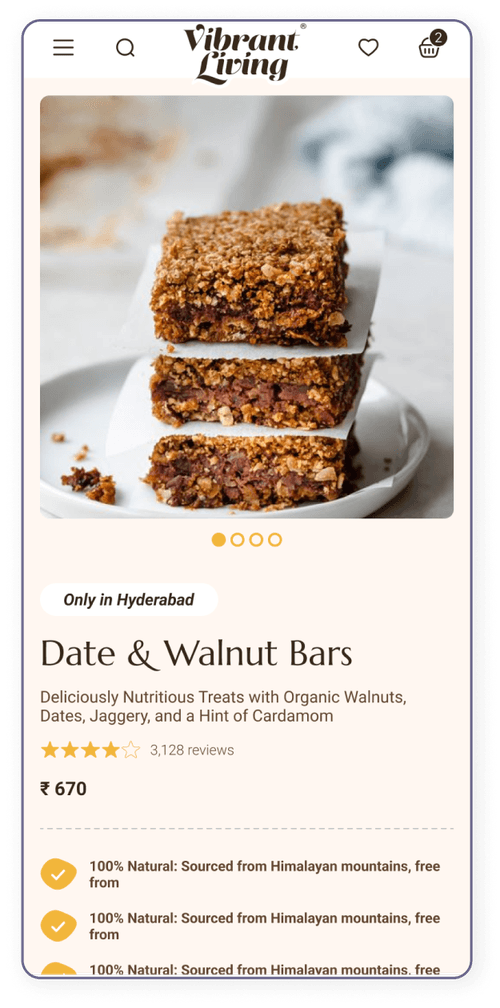 Vibrant
Living
®
2
Only in Hyderabad
Date & Walnut Bars
Deliciously Nutritious Treats with Organic Walnuts,
Dates, Jaggery, and a Hint of Cardamom
3,128 reviews
₹ 670
100% Natural: Sourced from Himalayan mountains, free
from
100% Natural: Sourced from Himalayan mountains, free
from
100% Natural: Sourced from Himalayan mountains, free